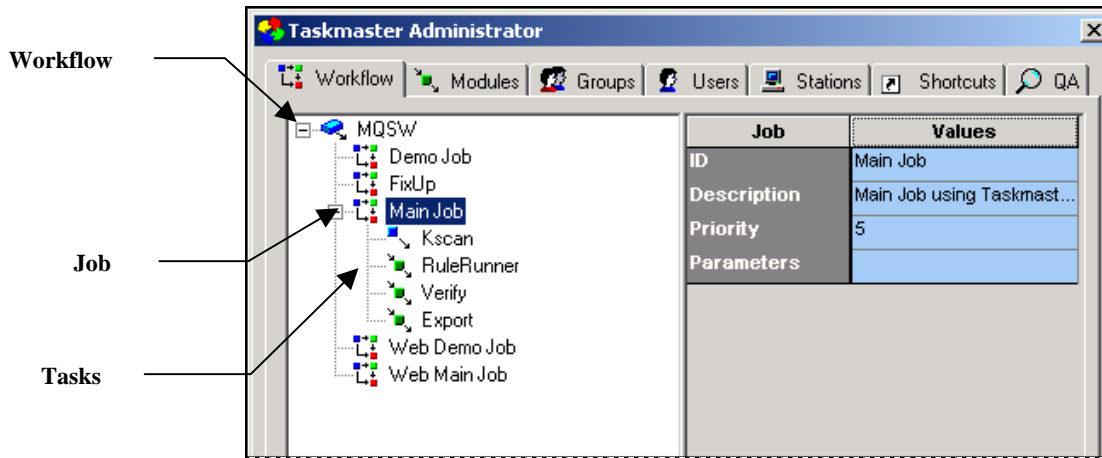 Taskmaster Administrator
Workflow
Workflow Modules Groups Users Stations Shortcuts QA
MQSW
Demo Job
FixUp
Main Job
Kscan
RuleRunner
Verify
Export
Web Demo Job
Web Main Job
Job
Tasks
Job Values
ID Main Job
Description Main Job using Taskmast...
Priority 5
Parameters